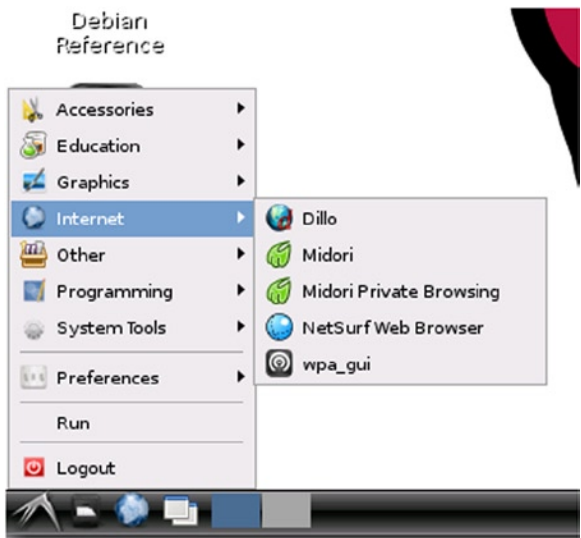 Debian
Reference
Accessories
Education
Graphics
Internet
Other
Programming
System Tools
Preferences
Run
Logout
Dillo
Midori
Midori Private Browsing
NetSurf Web Browser
wpa_gui